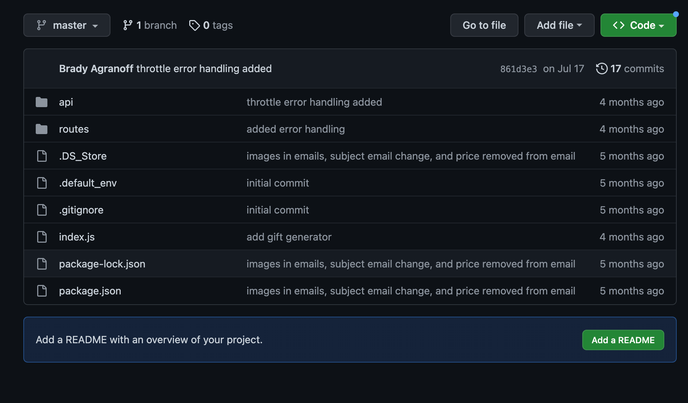 master 1 branch 0 tags Go to file Add file <> Code
Brady Agranoff throttle error handling added 861d3e3 on Jul 17 17 commits
api throttle error handling added 4 months ago
routes added error handling 4 months ago
.DS_Store images in emails, subject email change, and price removed from email 5 months ago
.default_env initial commit 5 months ago
.gitignore initial commit 5 months ago
index.js add gift generator 4 months ago
package-lock.json images in emails, subject email change, and price removed from email 5 months ago
package.json images in emails, subject email change, and price removed from email 5 months ago
Add a README with an overview of your project. Add a README